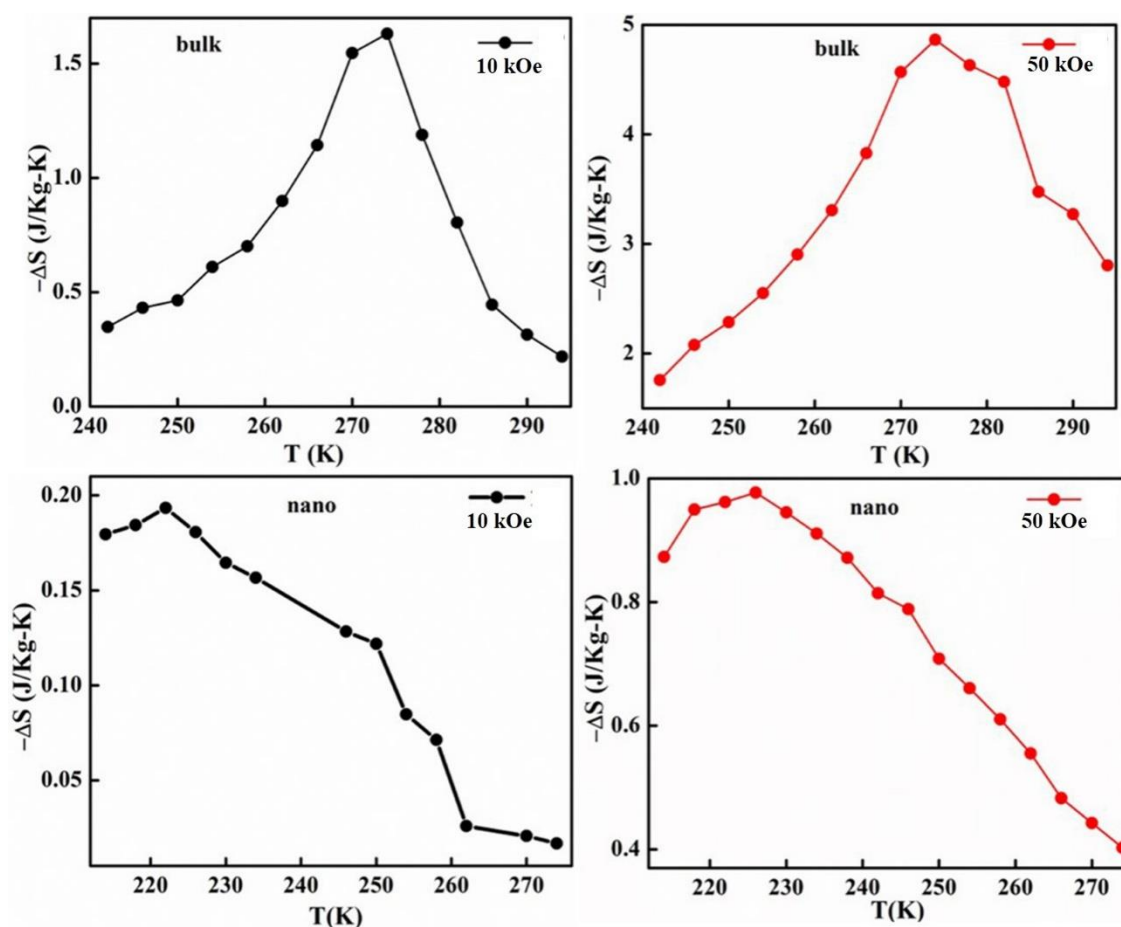 bulk
10 kOe
1.5
1.0
0.5
0.0
−ΔS (J/Kg-K)
240 250 260 270 280 290
T (K)
bulk
50 kOe
5
4
3
2
−ΔS (J/Kg-K)
240 250 260 270 280 290
T (K)
nano
10 kOe
0.20
0.15
0.10
0.05
−ΔS (J/Kg-K)
220 230 240 250 260 270
T(K)
nano
50 kOe
1.0
0.8
0.6
0.4
−ΔS (J/Kg-K)
220 230 240 250 260 270
T(K)